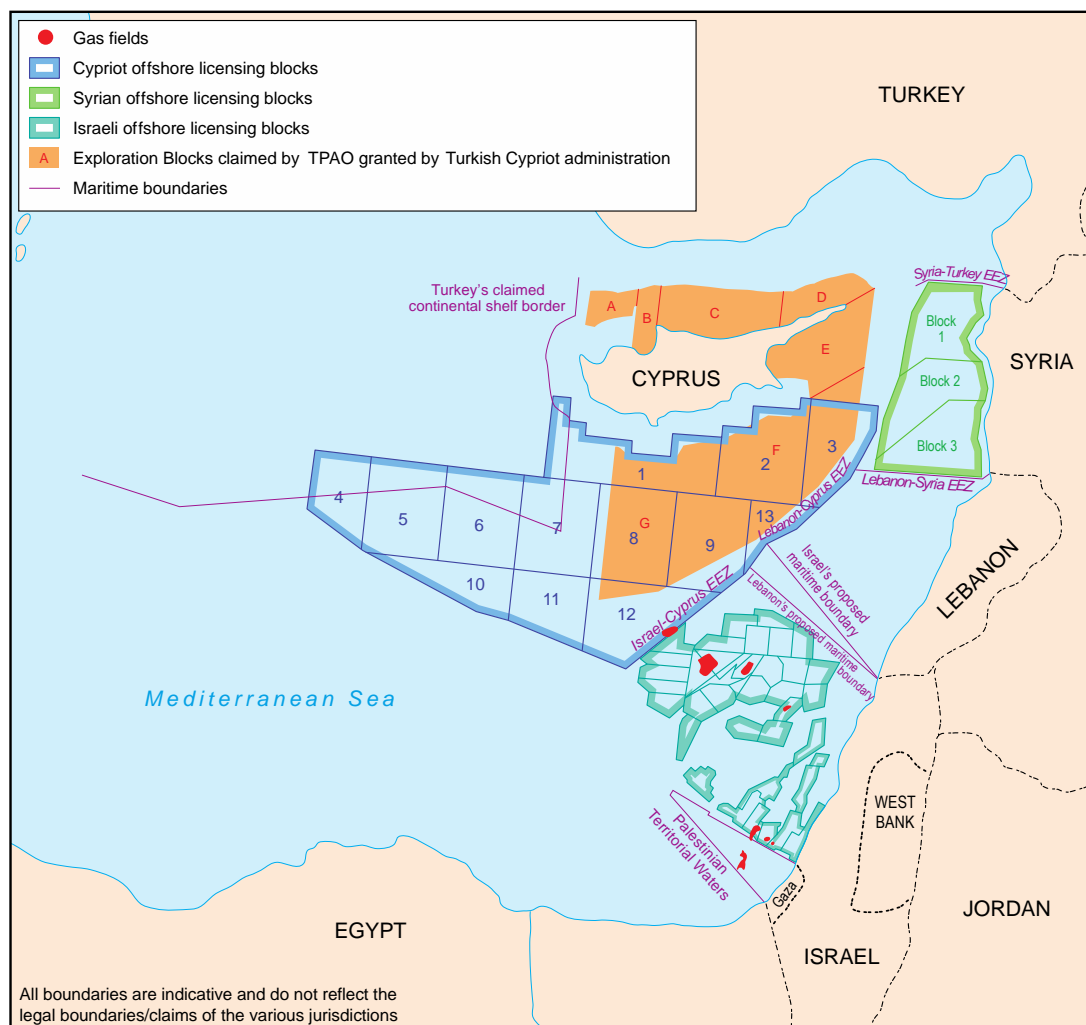 Gas fields
Cypriot offshore licensing blocks
Syrian offshore licensing blocks
Israeli offshore licensing blocks
A
Exploration Blocks claimed by TPAO granted by Turkish Cypriot administration
Maritime boundaries
TURKEY
Syria-Turkey EEZ
Turkey's claimed
continental shelf border
A
B
C
D
E
Block
1
Block 2
Block 3
SYRIA
CYPRUS
Lebanon-Syria EEZ
1
2
F
3
4
5
6
7
8
G
9
13
Lebanon-Cyprus EEZ
10
11
12
Israel-Cyprus EEZ
Israel's proposed
maritime boundary
Lebanon's proposed maritime
boundary
LEBANON
Mediterranean Sea
WEST
BANK
Palestinian
Territorial Waters
Gaza
EGYPT
JORDAN
ISRAEL
All boundaries are indicative and do not reflect the
legal boundaries/claims of the various jurisdictions